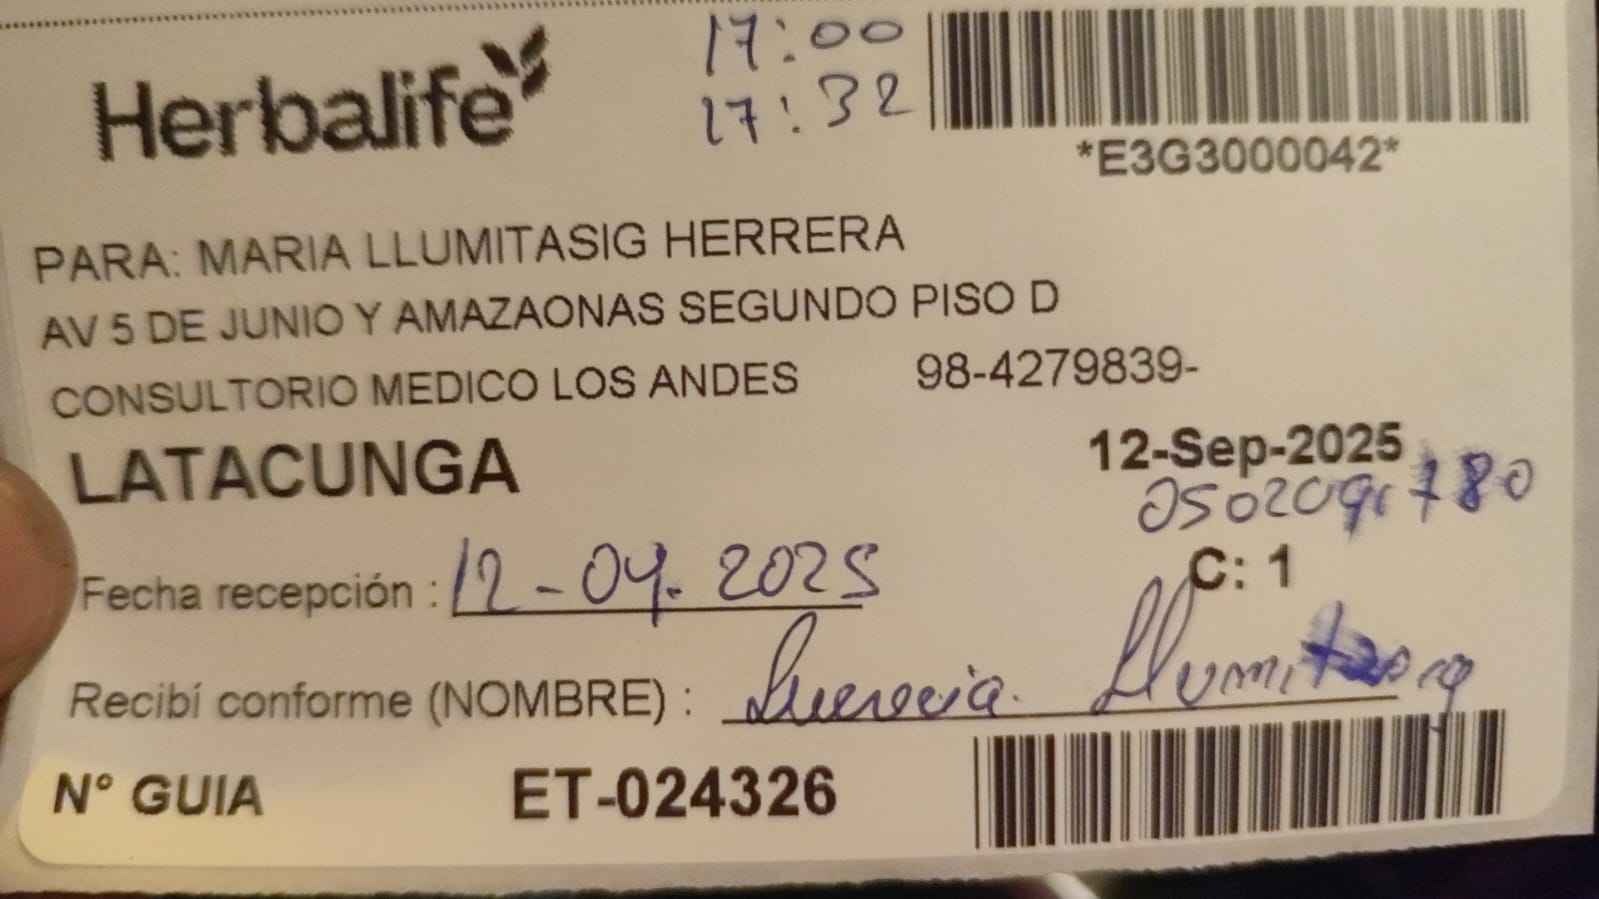 Herbalife
17:00
17:32
*E3G3000042*
PARA: MARIA LLUMITASIG HERRERA
AV 5 DE JUNIO Y AMAZAONAS SEGUNDO PISO D
CONSULTORIO MEDICO LOS ANDES 98-4279839-
LATACUNGA
12-Sep-2025
C: 1
Fecha recepción : 12-09-2025
Recibí conforme (NOMBRE) :
N° GUIA ET-024326